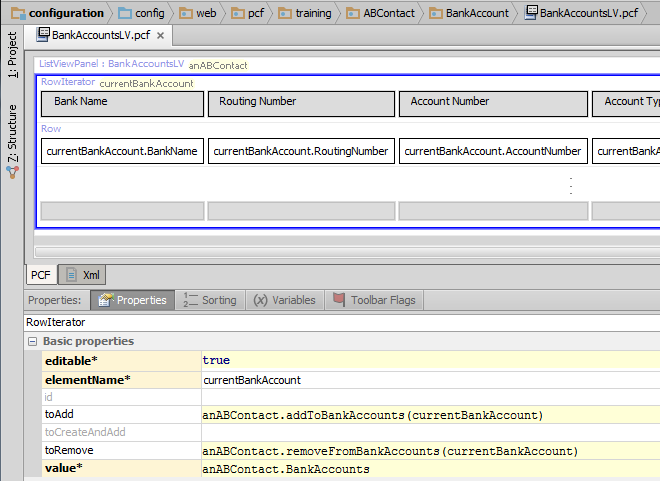 configuration config web pcf training ABContact BankAccount BankAccountsLV.pcf
1: Project
BankAccountsLV.pcf ×
ListViewPanel : BankAccountsLV anABContact
RowIterator currentBankAccount
Bank Name Routing Number Account Number Account Typ
Row
currentBankAccount.BankName currentBankAccount.RoutingNumber currentBankAccount.AccountNumber currentBankA
Z: Structure
PCF Xml
Properties: Properties Sorting (x) Variables Toolbar Flags
RowIterator
Basic properties
editable* true
elementName* currentBankAccount
id
toAdd anABContact.addToBankAccounts(currentBankAccount)
toCreateAndAdd
toRemove anABContact.removeFromBankAccounts(currentBankAccount)
value* anABContact.BankAccounts